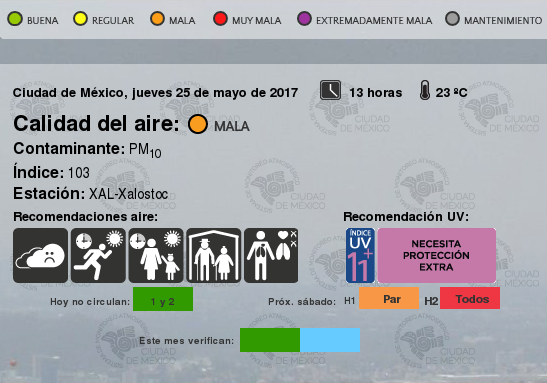 BUENA REGULAR MALA MUY MALA EXTREMADAMENTE MALA MANTENIMIENTO
Ciudad de México, jueves 25 de mayo de 2017 13 horas 23 ºC
Calidad del aire: MALA
Contaminante: PM10
Índice: 103
Estación: XAL-Xalostoc
Recomendaciones aire: Recomendación UV:
ÍNDICE
UV
11+
NECESITA
PROTECCIÓN
EXTRA
Hoy no circulan: 1 y 2 Próx. sábado: H1 Par H2 Todos
Este mes verifican:
CIUDAD
DE MÉXICO